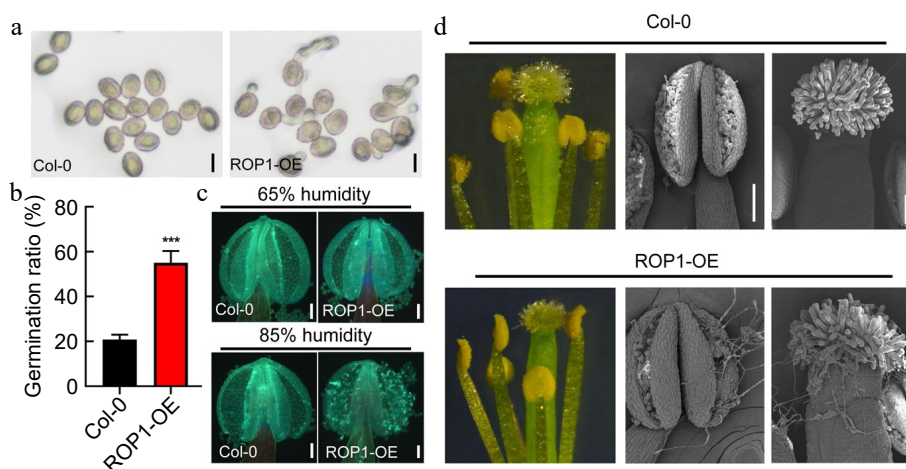 a
Col-0
ROP1-OE
b
Germination ratio (%)
80
60
40
20
0
***
Col-0
ROP1-OE
c
65% humidity
Col-0
ROP1-OE
85% humidity
Col-0
ROP1-OE
d
Col-0
ROP1-OE